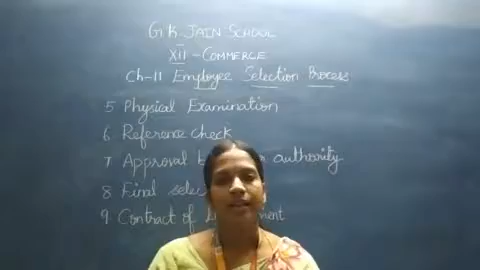 G.K. JAIN SCHOOL
XII - COMMERCE
Ch-11 Employee Selection Process
5 Physical Examination
6 Reference check
7 Approval authority
8 Final
9 Contract of